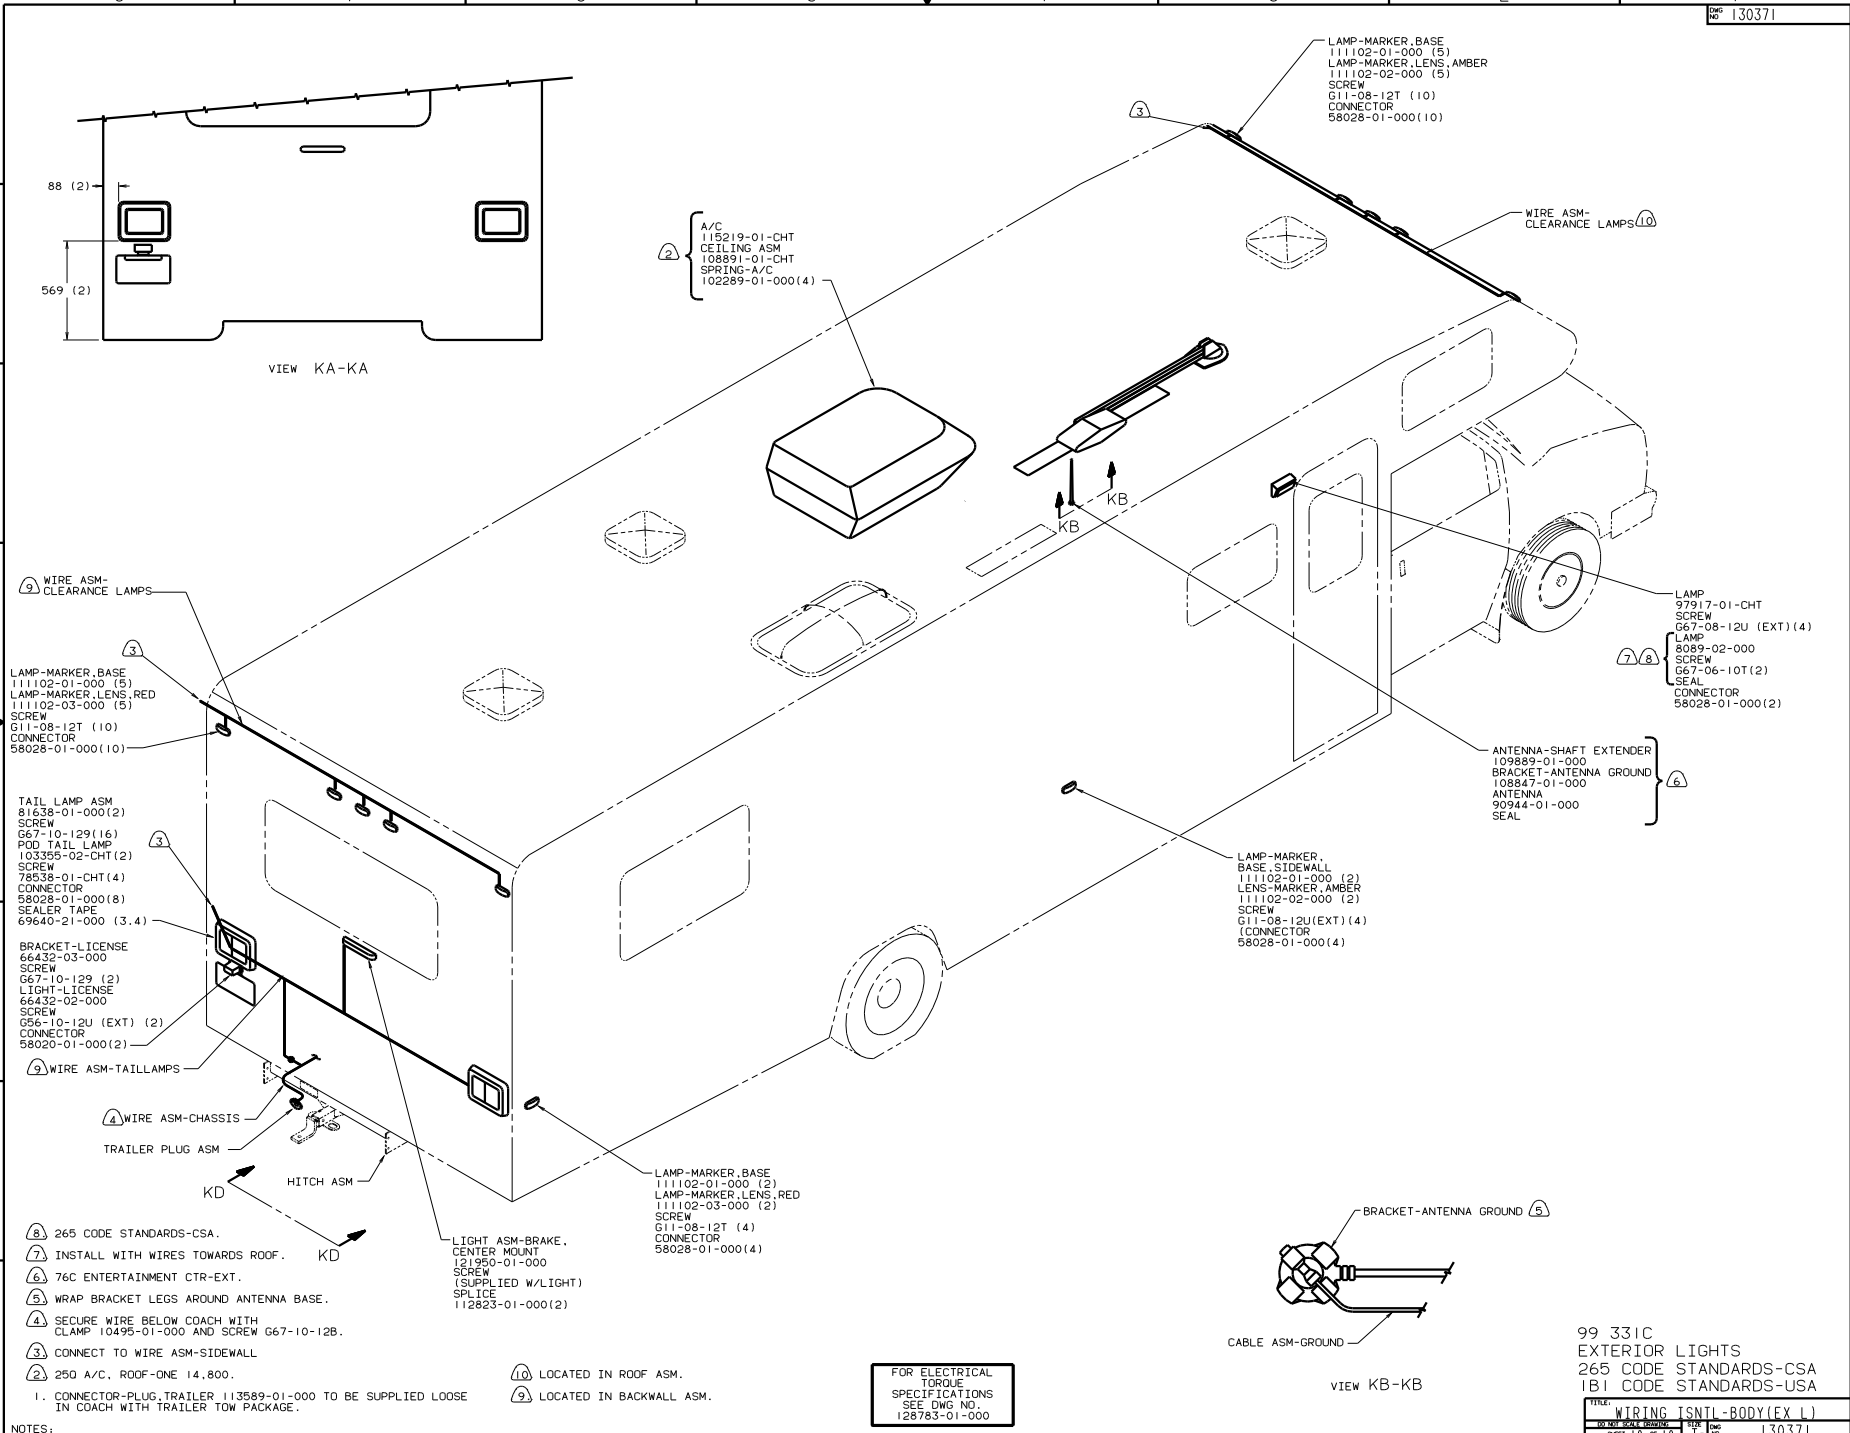 DWG NO 130371
LAMP-MARKER,BASE
111102-01-000 (5)
LAMP-MARKER,LENS,AMBER
111102-02-000 (5)
SCREW
G11-08-12T (10)
CONNECTOR
58028-01-000(10)
3
88 (2)
569 (2)
VIEW KA-KA
2
A/C
115219-01-CHT
CEILING ASM
108891-01-CHT
SPRING-A/C
102289-01-000(4)
WIRE ASM-
CLEARANCE LAMPS 10
KB
KB
9 WIRE ASM-
CLEARANCE LAMPS
3
LAMP-MARKER,BASE
111102-01-000 (5)
LAMP-MARKER,LENS,RED
111102-03-000 (5)
SCREW
G11-08-12T (10)
CONNECTOR
58028-01-000(10)
LAMP
97917-01-CHT
SCREW
G67-08-12U (EXT)(4)
7 8
LAMP
8089-02-000
SCREW
G67-06-10T(2)
SEAL
CONNECTOR
58028-01-000(2)
ANTENNA-SHAFT EXTENDER
109889-01-000
BRACKET-ANTENNA GROUND
108847-01-000
ANTENNA
90944-01-000
SEAL
6
TAIL LAMP ASM
81638-01-000(2)
SCREW
G67-10-129(16)
POD TAIL LAMP
103355-02-CHT(2)
SCREW
78538-01-CHT(4)
CONNECTOR
58028-01-000(8)
SEALER TAPE
69640-21-000 (3.4)
3
BRACKET-LICENSE
66432-03-000
SCREW
G67-10-129 (2)
LIGHT-LICENSE
66432-02-000
SCREW
G56-10-12U (EXT) (2)
CONNECTOR
58020-01-000(2)
LAMP-MARKER,
BASE,SIDEWALL
111102-01-000 (2)
LENS-MARKER,AMBER
111102-02-000 (2)
SCREW
G11-08-12U(EXT)(4)
(CONNECTOR
58028-01-000(4)
9 WIRE ASM-TAILLAMPS
4 WIRE ASM-CHASSIS
TRAILER PLUG ASM
HITCH ASM
KD
KD
LAMP-MARKER,BASE
111102-01-000 (2)
LAMP-MARKER,LENS,RED
111102-03-000 (2)
SCREW
G11-08-12T (4)
CONNECTOR
58028-01-000(4)
LIGHT ASM-BRAKE,
CENTER MOUNT
121950-01-000
SCREW
(SUPPLIED W/LIGHT)
SPLICE
112823-01-000(2)
BRACKET-ANTENNA GROUND 5
CABLE ASM-GROUND
VIEW KB-KB
8. 265 CODE STANDARDS-CSA.
7. INSTALL WITH WIRES TOWARDS ROOF.
6. 76C ENTERTAINMENT CTR-EXT.
5. WRAP BRACKET LEGS AROUND ANTENNA BASE.
4. SECURE WIRE BELOW COACH WITH
CLAMP 10495-01-000 AND SCREW G67-10-12B.
3. CONNECT TO WIRE ASM-SIDEWALL
2. 25Q A/C, ROOF-ONE 14,800.
1. CONNECTOR-PLUG,TRAILER 113589-01-000 TO BE SUPPLIED LOOSE
IN COACH WITH TRAILER TOW PACKAGE.
NOTES:
10. LOCATED IN ROOF ASM.
9. LOCATED IN BACKWALL ASM.
FOR ELECTRICAL
TORQUE
SPECIFICATIONS
SEE DWG NO.
128783-01-000
99 331C
EXTERIOR LIGHTS
265 CODE STANDARDS-CSA
1B1 CODE STANDARDS-USA
TITLE: WIRING ISNTL-BODY(EX L)
DO NOT SCALE DRAWING
SIZE
DWG
130371